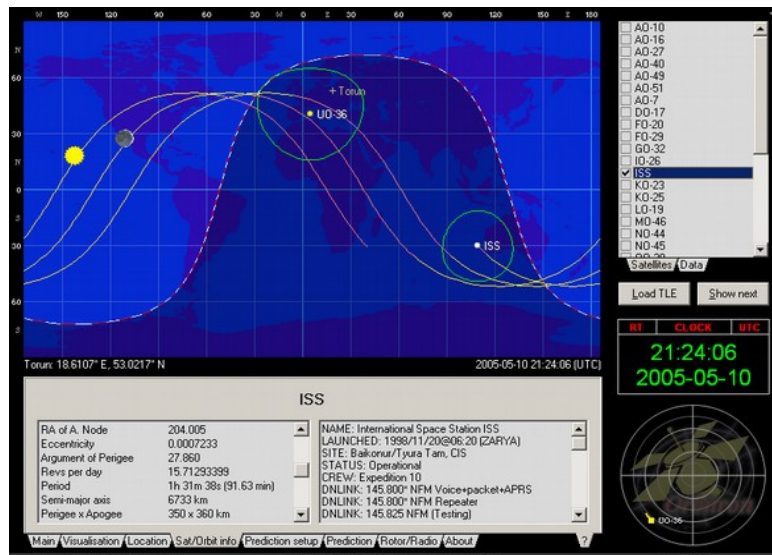 W 150 120 90 60 30 W 0 E 30 60 90 120 150 E 180
N
60
30
N
0
S
30
60
S
+ Torun
UO-36
ISS
Torun: 18.6107° E, 53.0217° N 2005-05-10 21:24:06 (UTC)
AO-10
AO-16
AO-27
AO-40
AO-49
AO-51
AO-7
DO-17
FO-20
FO-29
GO-32
IO-26
ISS
KO-23
KO-25
LO-19
MO-46
NO-44
NO-45
Satellites Data
Load TLE Show next
RT CLOCK UTC
21:24:06
2005-05-10
UO-36
ISS
RA of A. Node 204.005
Eccentricity 0.0007233
Argument of Perigee 27.860
Revs per day 15.71293399
Period 1h 31m 38s (91.63 min)
Semi-major axis 6733 km
Perigee x Apogee 350 x 360 km
NAME: International Space Station ISS
LAUNCHED: 1998/11/20@06:20 (ZARYA)
SITE: Baikonur/Tyura Tam, CIS
STATUS: Operational
CREW: Expedition 10
DNLINK: 145.800* NFM Voice+packet+APRS
DNLINK: 145.800* NFM Repeater
DNLINK: 145.825 NFM (Testing)
Main Visualisation Location Sat/Orbit info Prediction setup Prediction Rotor/Radio About ?